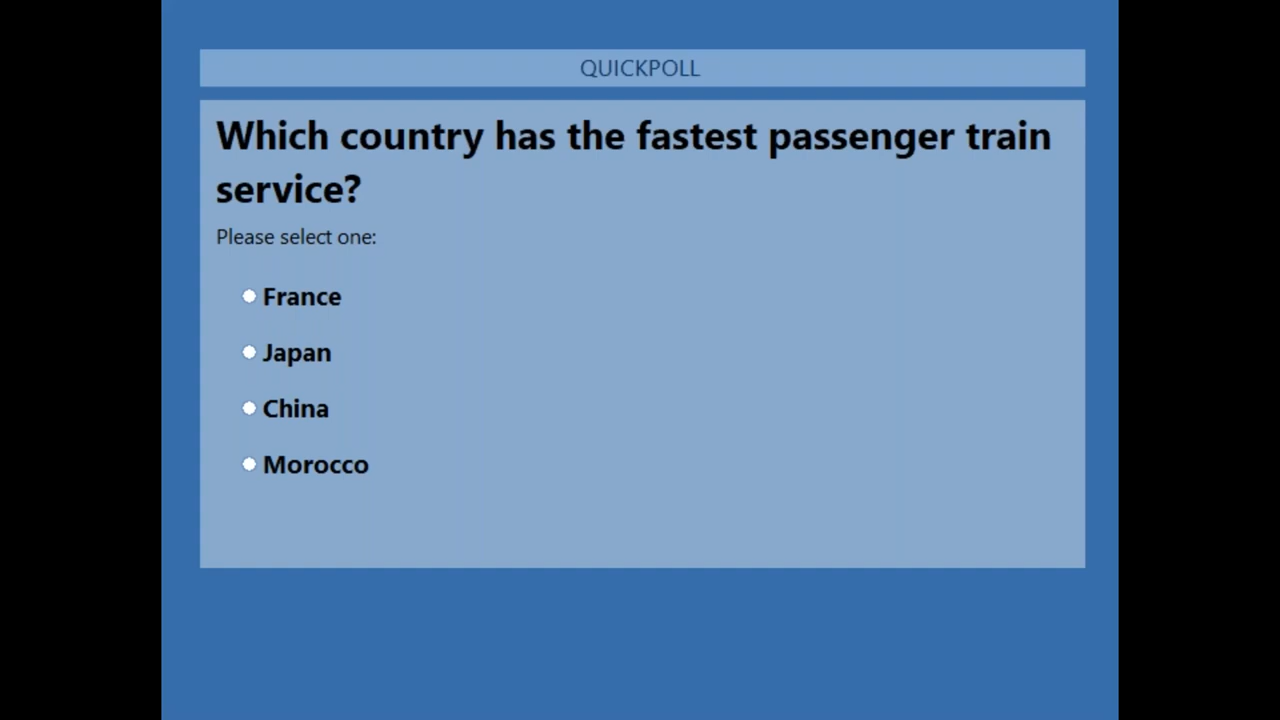 QUICKPOLL
Which country has the fastest passenger train
service?
Please select one:
France
Japan
China
Morocco